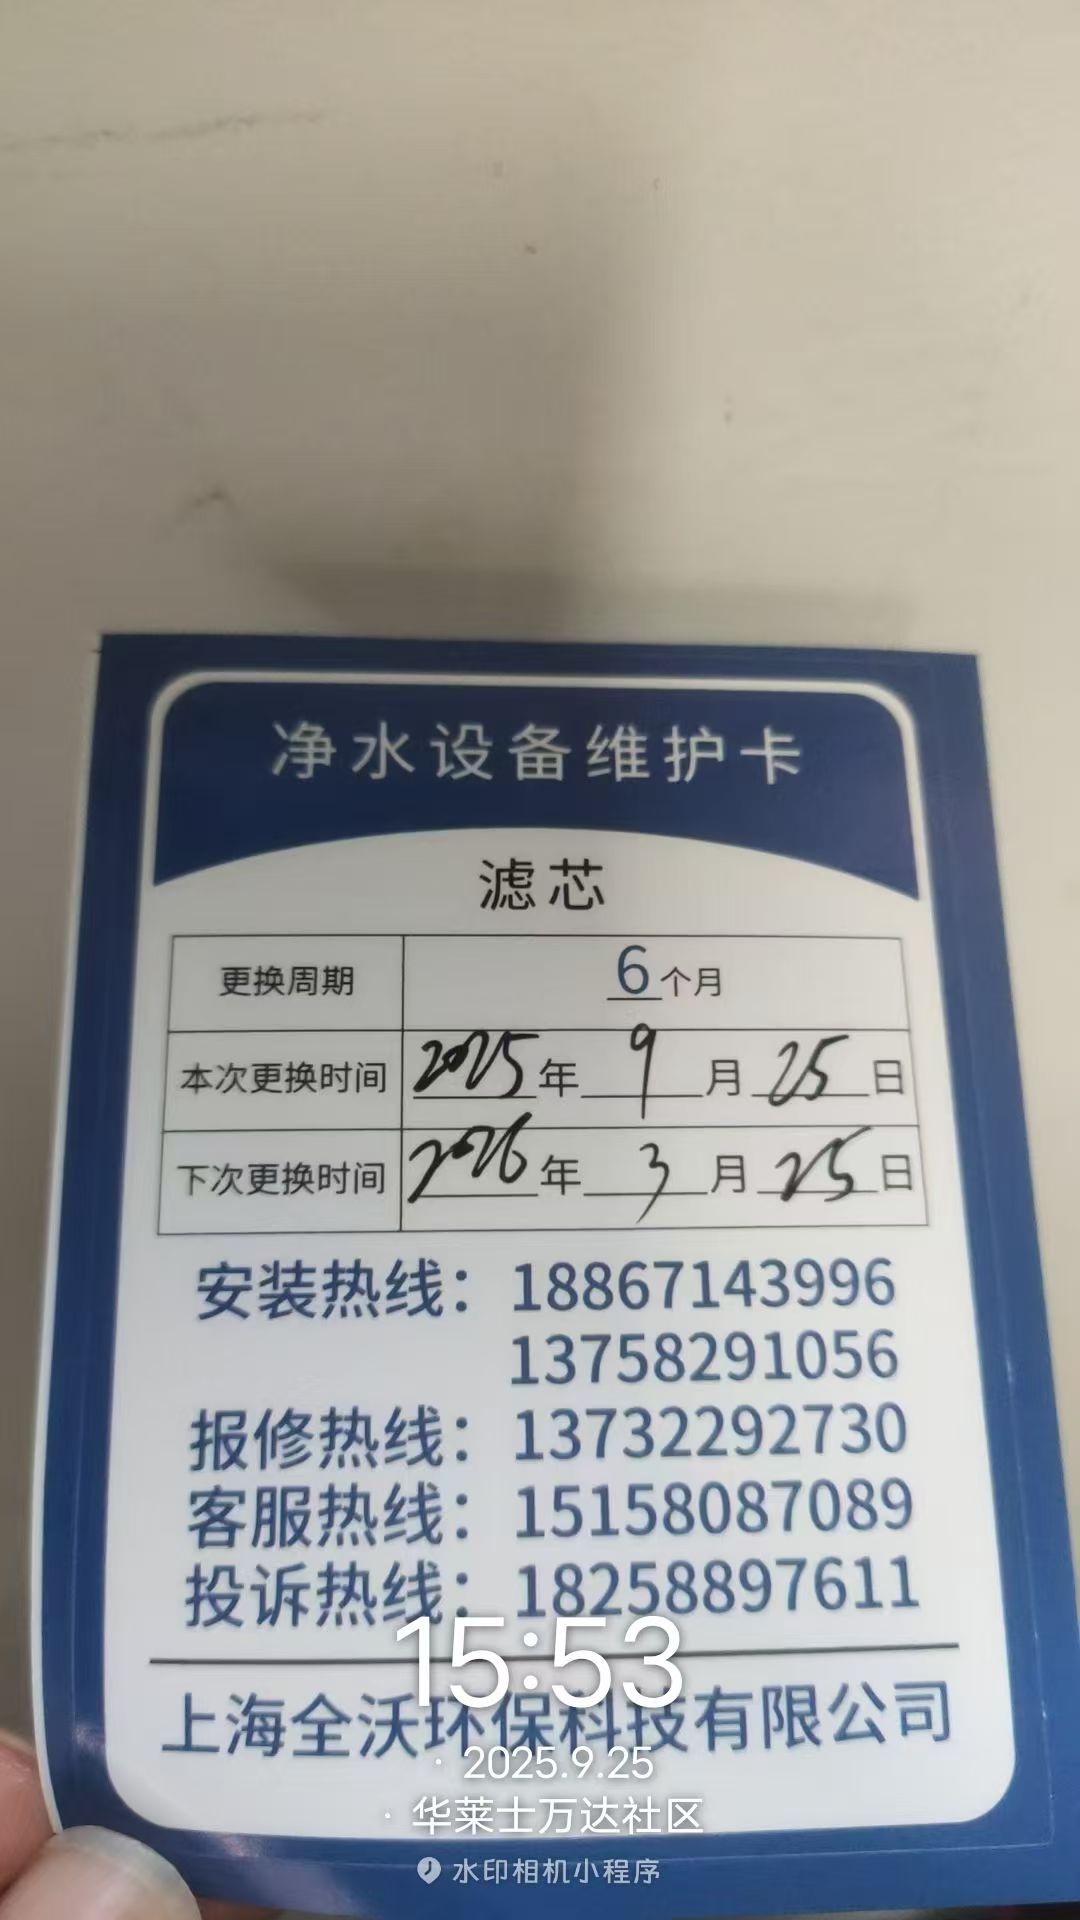 净水设备维护卡
滤芯
更换周期 6个月
本次更换时间 2025年9月25日
下次更换时间 2026年3月25日
安装热线：18867143996
13758291056
报修热线：13732292730
客服热线：15158087089
投诉热线：18258897611
15:53
上海全沃环保科技有限公司
· 2025.9.25
· 华莱士万达社区
水印相机小程序